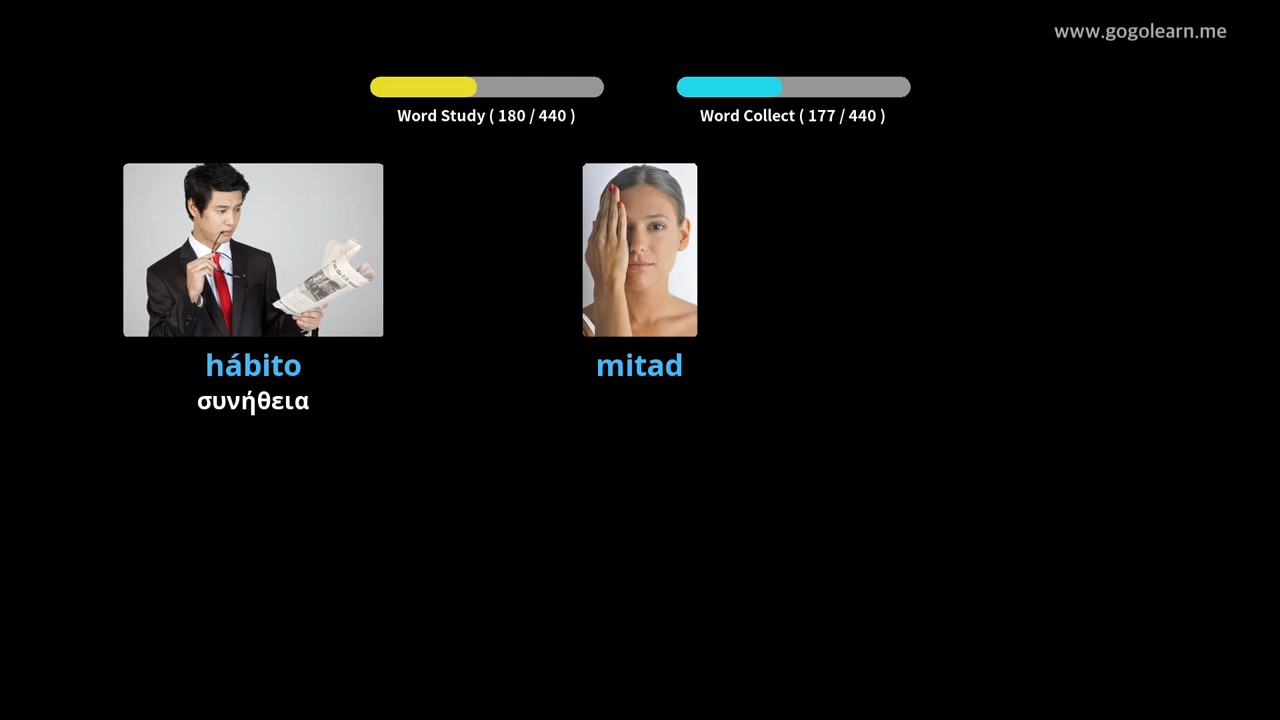 www.gogolearn.me
Word Study ( 180 / 440 )
Word Collect ( 177 / 440 )
hábito
συνήθεια
mitad